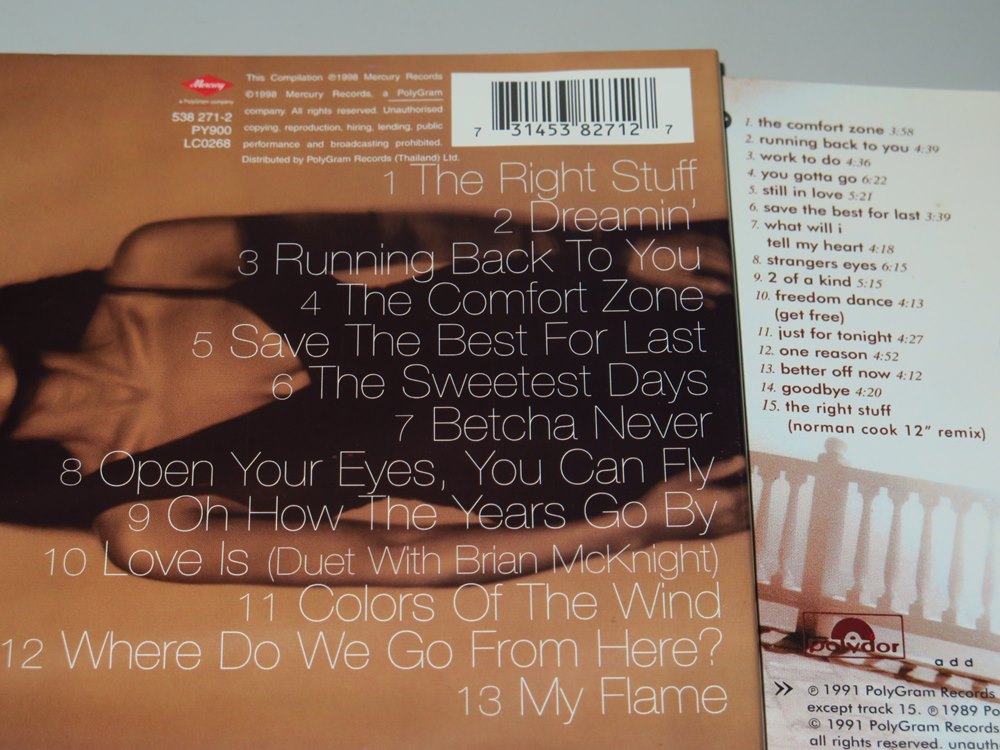 Mercury
a PolyGram company
538 271-2
PY900
LC0268
This Compilation ℗1998 Mercury Records
©1998 Mercury Records, a PolyGram
company. All rights reserved. Unauthorised
copying, reproduction, hiring, lending, public
performance and broadcasting prohibited.
Distributed by PolyGram Records (Thailand) Ltd.
7 31453 82712 7
1 The Right Stuff
2 Dreamin'
3 Running Back To You
4 The Comfort Zone
5 Save The Best For Last
6 The Sweetest Days
7 Betcha Never
8 Open Your Eyes, You Can Fly
9 Oh How The Years Go By
10 Love Is (Duet With Brian McKnight)
11 Colors Of The Wind
12 Where Do We Go From Here?
13 My Flame
1. the comfort zone 3:58
2. running back to you 4:39
3. work to do 4:36
4. you gotta go 6:22
5. still in love 5:21
6. save the best for last 3:39
7. what will i
tell my heart 4:18
8. strangers eyes 6:15
9. 2 of a kind 5:15
10. freedom dance 4:13
(get free)
11. just for tonight 4:27
12. one reason 4:52
13. better off now 4:12
14. goodbye 4:20
15. the right stuff
(norman cook 12" remix)
polydor
add
℗ 1991 PolyGram Records
except track 15. ℗ 1989 Po
© 1991 PolyGram Records
all rights reserved. unauth